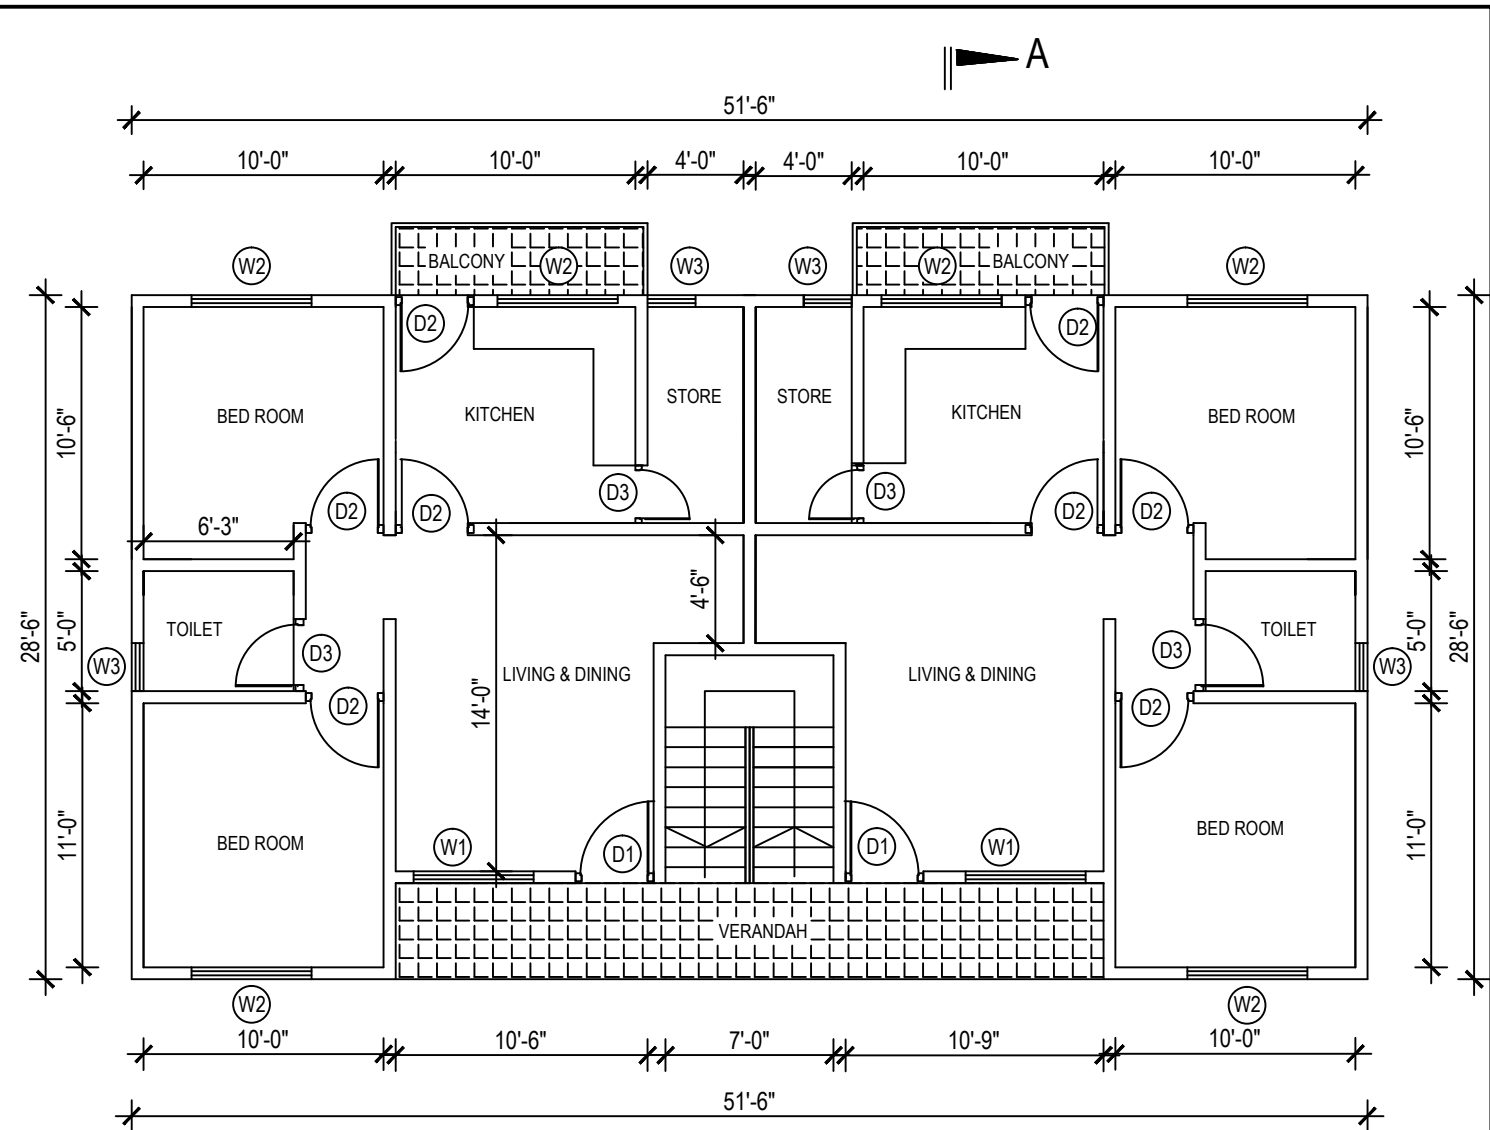 A
51'-6"
10'-0" 10'-0" 4'-0" 4'-0" 10'-0" 10'-0"
W2 BALCONY W2 W3 W3 W2 BALCONY W2
D2 D2
BED ROOM KITCHEN STORE STORE KITCHEN BED ROOM
10'-6" 10'-6"
D3 D3
D2 D2 D2 D2
6'-3"
4'-6"
28'-6" 5'-0" TOILET TOILET 5'-0" 28'-6"
W3 D3 D3 W3
LIVING & DINING LIVING & DINING
D2 14'-0" D2
11'-0" BED ROOM W1 D1 D1 W1 BED ROOM 11'-0"
VERANDAH
W2 W2
10'-0" 10'-6" 7'-0" 10'-9" 10'-0"
51'-6"